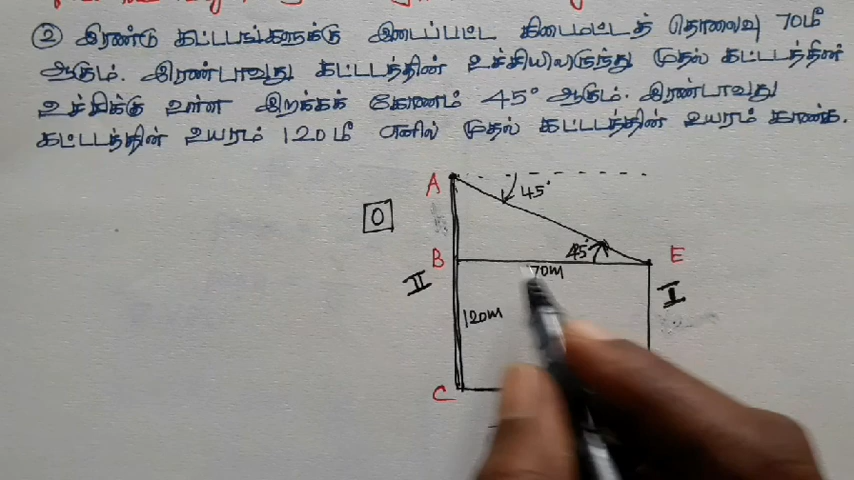 ② இரண்டு கட்டடங்களுக்கு இடைப்பட்ட கிடைமட்டத் தொலைவு 70மீ
ஆகும். இரண்டாவது கட்டடத்தின் உச்சியிலிருந்து முதல் கட்டடத்தின்
உச்சிக்கு உள்ள இறக்கக் கோணம் 45° ஆகும். இரண்டாவது
கட்டடத்தின் உயரம் 120 மீ எனில் முதல் கட்டடத்தின் உயரம் காண்க.
A
45°
0
B
45°
E
70m
II
I
120m
C